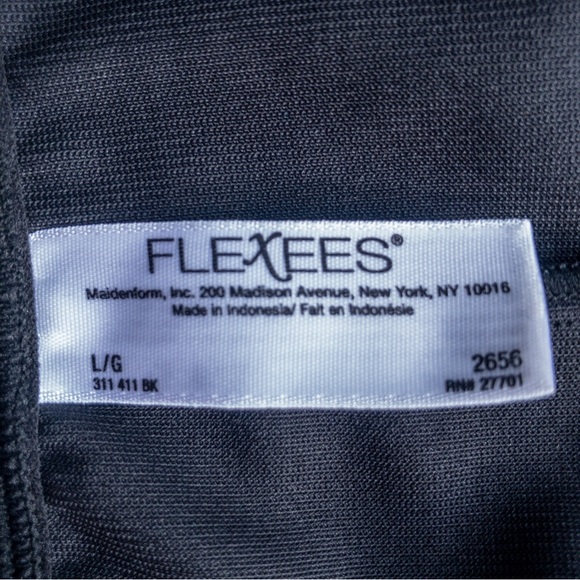 FLEXEES®
Maidenform, Inc. 200 Madison Avenue, New York, NY 10016
Made in Indonesia/ Fait en Indonésie
L/G 2656
311 411 BK RN# 27701